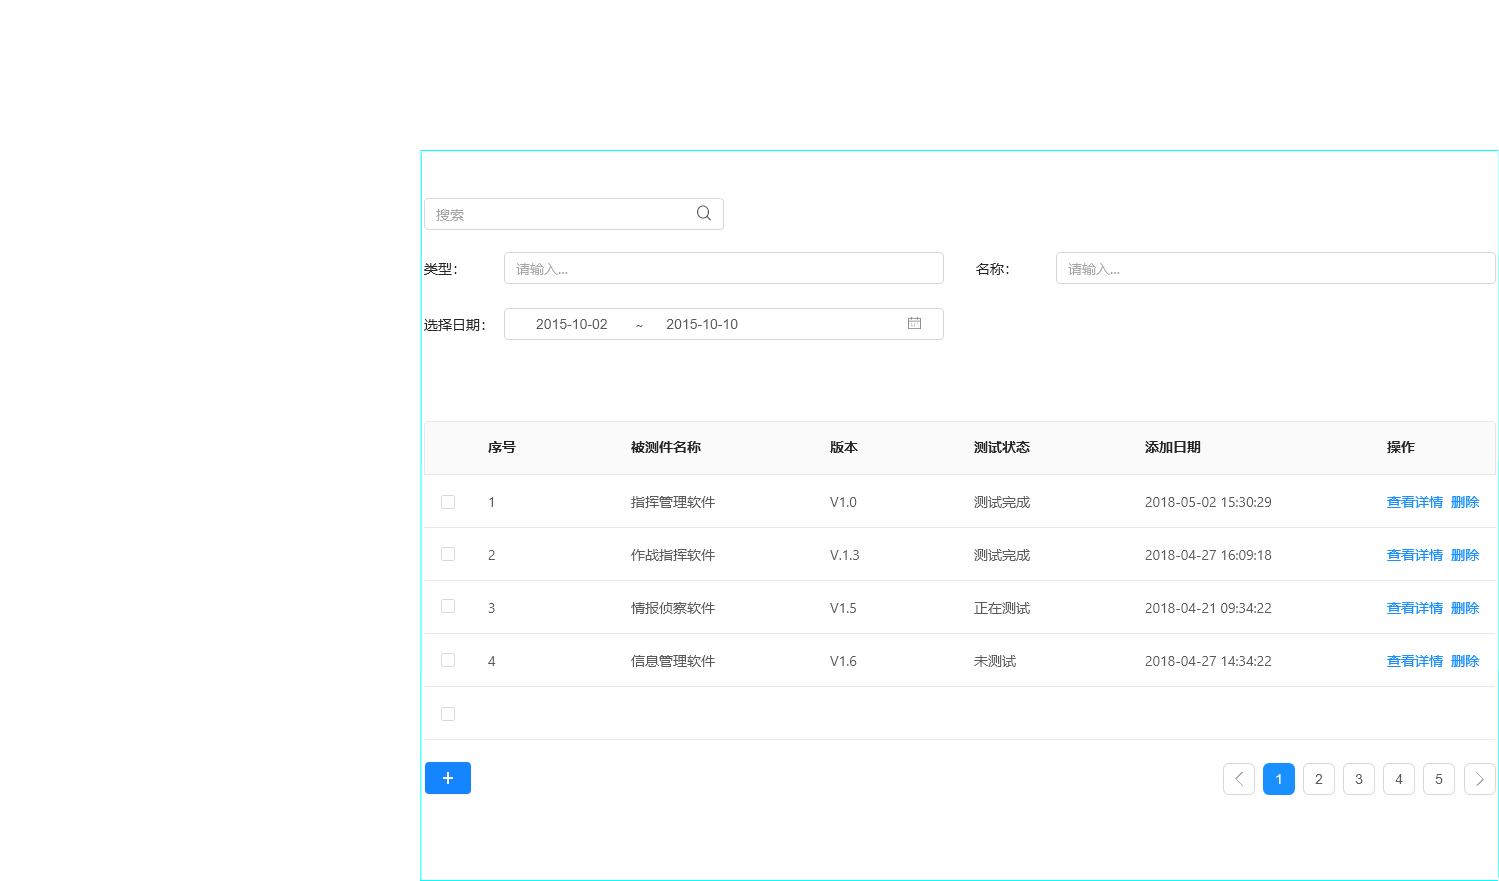 搜索
类型： 请输入... 名称： 请输入...
选择日期： 2015-10-02 ~ 2015-10-10
序号 被测件名称 版本 测试状态 添加日期 操作
1 指挥管理软件 V1.0 测试完成 2018-05-02 15:30:29 查看详情 删除
2 作战指挥软件 V.1.3 测试完成 2018-04-27 16:09:18 查看详情 删除
3 情报侦察软件 V1.5 正在测试 2018-04-21 09:34:22 查看详情 删除
4 信息管理软件 V1.6 未测试 2018-04-27 14:34:22 查看详情 删除
+ 1 2 3 4 5